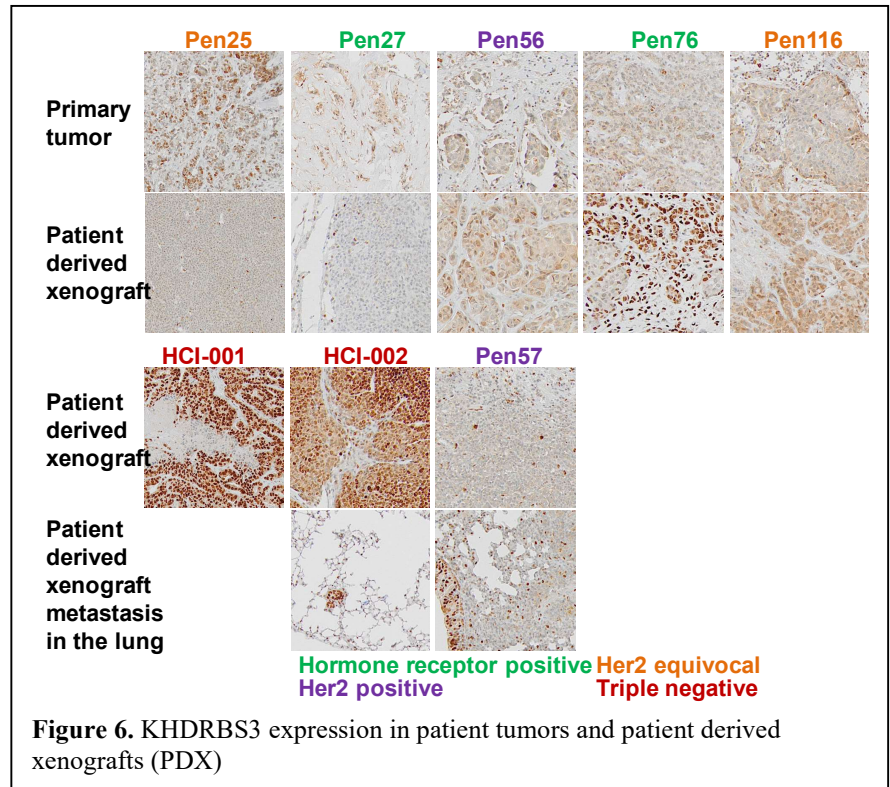 Pen25 Pen27 Pen56 Pen76 Pen116
Primary
tumor
Patient
derived
xenograft
HCI-001 HCI-002 Pen57
Patient
derived
xenograft
Patient
derived
xenograft
metastasis
in the lung
Hormone receptor positive Her2 equivocal
Her2 positive Triple negative
Figure 6. KHDRBS3 expression in patient tumors and patient derived
xenografts (PDX)